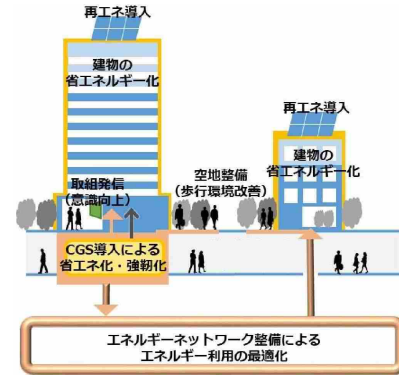 再エネ導入
建物の
省エネルギー化
再エネ導入
建物の
省エネルギー化
取組発信
(意識向上)
空地整備
(歩行環境改善)
CGS導入による
省エネ化・強靭化
エネルギーネットワーク整備による
エネルギー利用の最適化